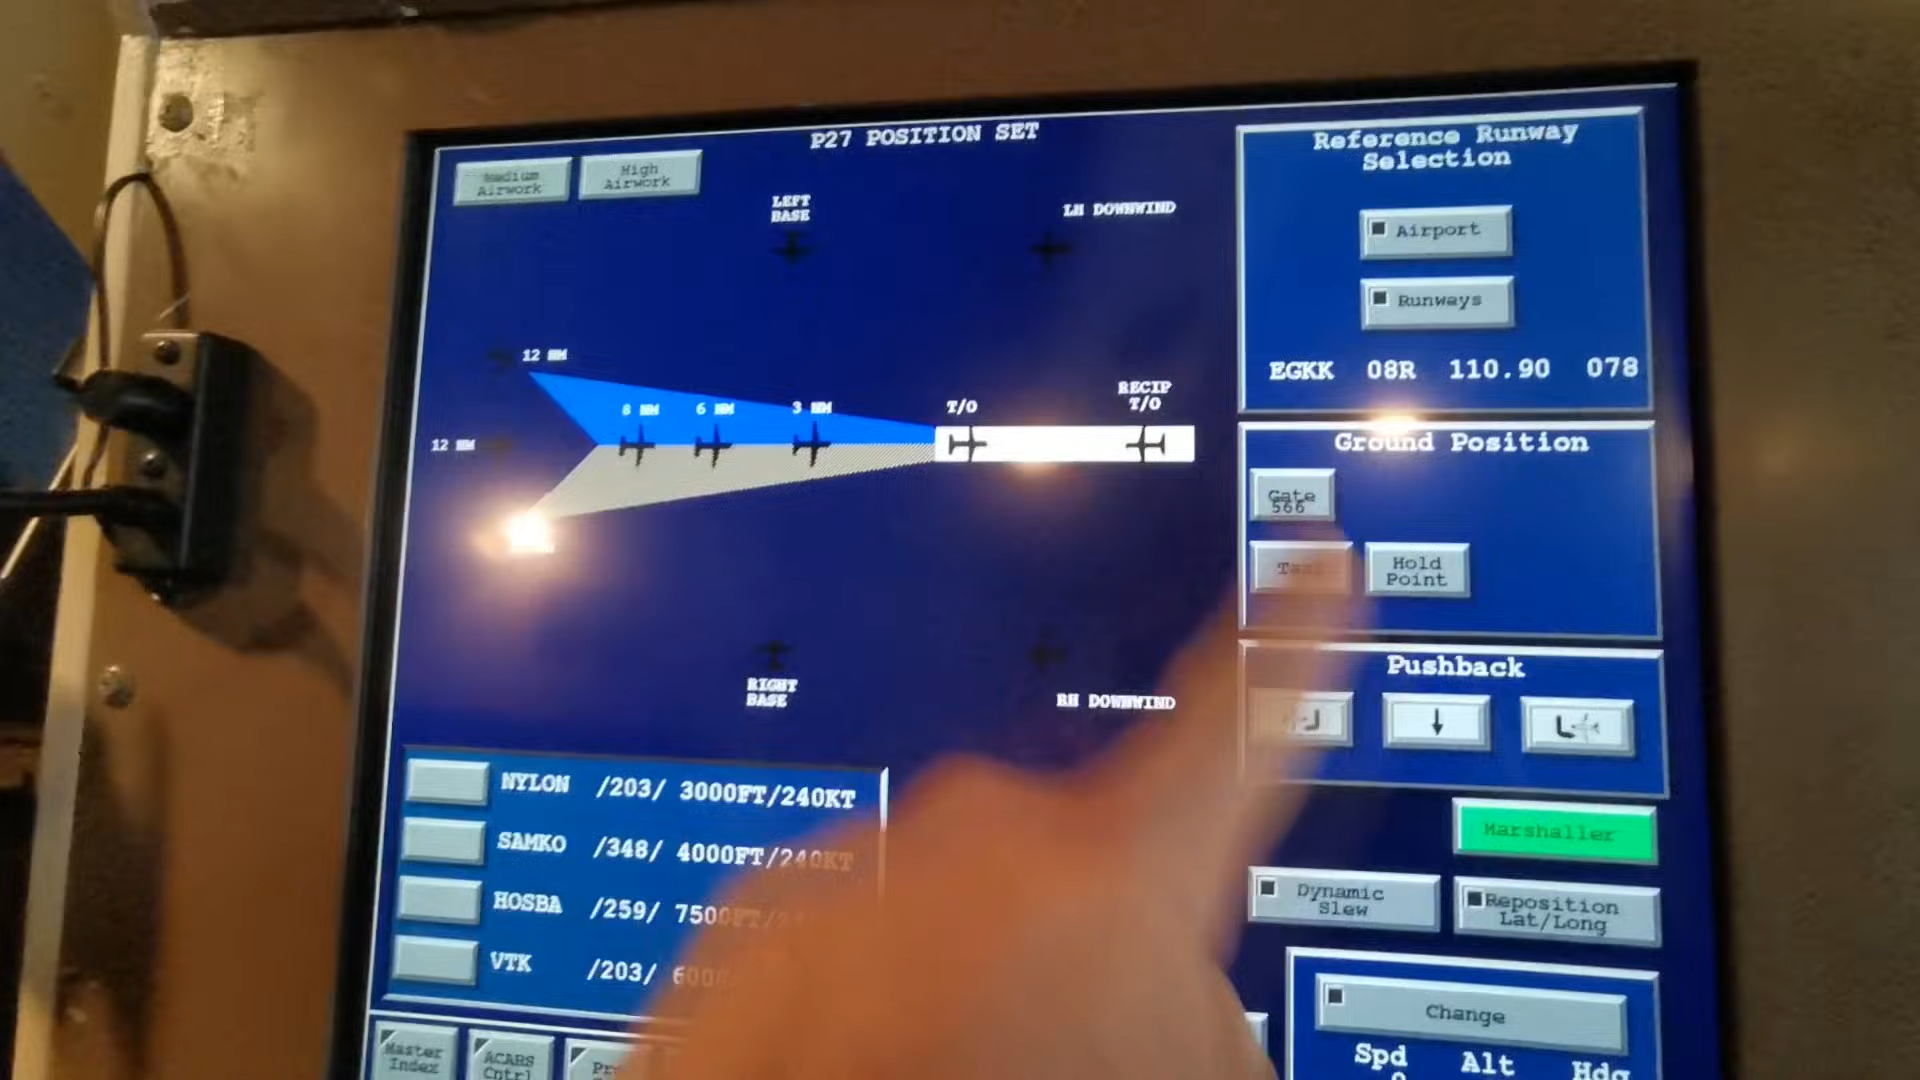 P27 POSITION SET
Medium
Airwork
High
Airwork
LEFT
BASE
LH DOWNWIND
12 NM
8 NM
6 NM
3 NM
T/O
RECIP
T/O
12 NM
RIGHT
BASE
RH DOWNWIND
NYLON /203/ 3000FT/240KT
SAMKO /348/ 4000FT/240KT
HOSBA /259/ 7500FT
VTK /203/
Master
Index
ACARS
Cntrl
Reference Runway
Selection
Airport
Runways
EGKK 08R 110.90 078
Ground Position
Gate
566
Hold
Point
Pushback
Marshaller
Dynamic
Slew
Reposition
Lat/Long
Change
Spd Alt Hdg